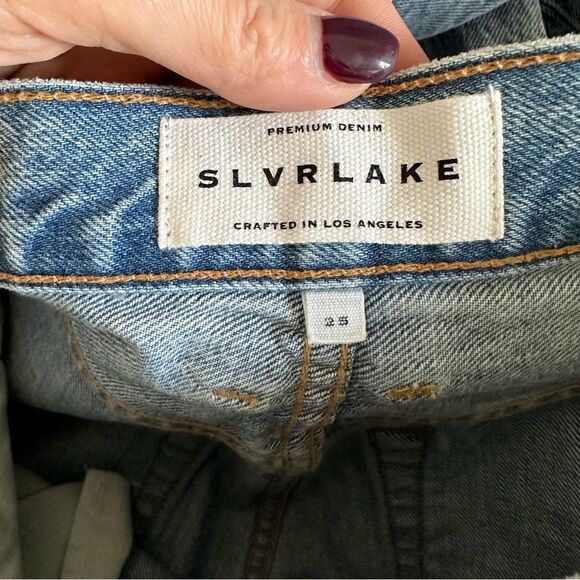 PREMIUM DENIM
SLVRLAKE
CRAFTED IN LOS ANGELES
25